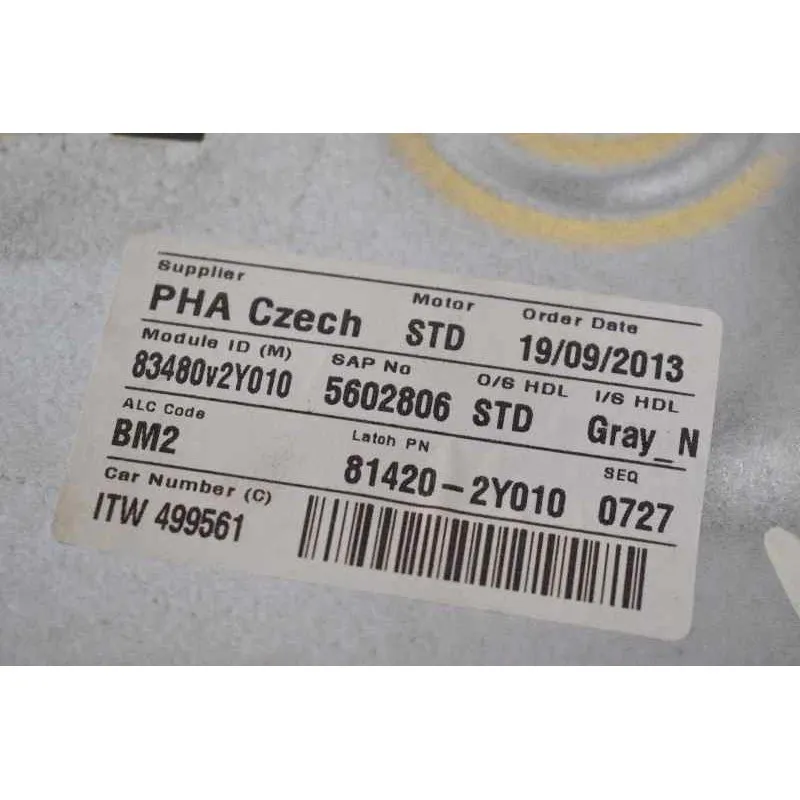 Supplier Motor Order Date
PHA Czech STD 19/09/2013
Module ID (M) SAP No O/S HDL I/S HDL
83480v2Y010 5602806 STD Gray_N
ALC Code Latch PN SEQ
BM2 81420-2Y010 0727
Car Number (C)
ITW 499561